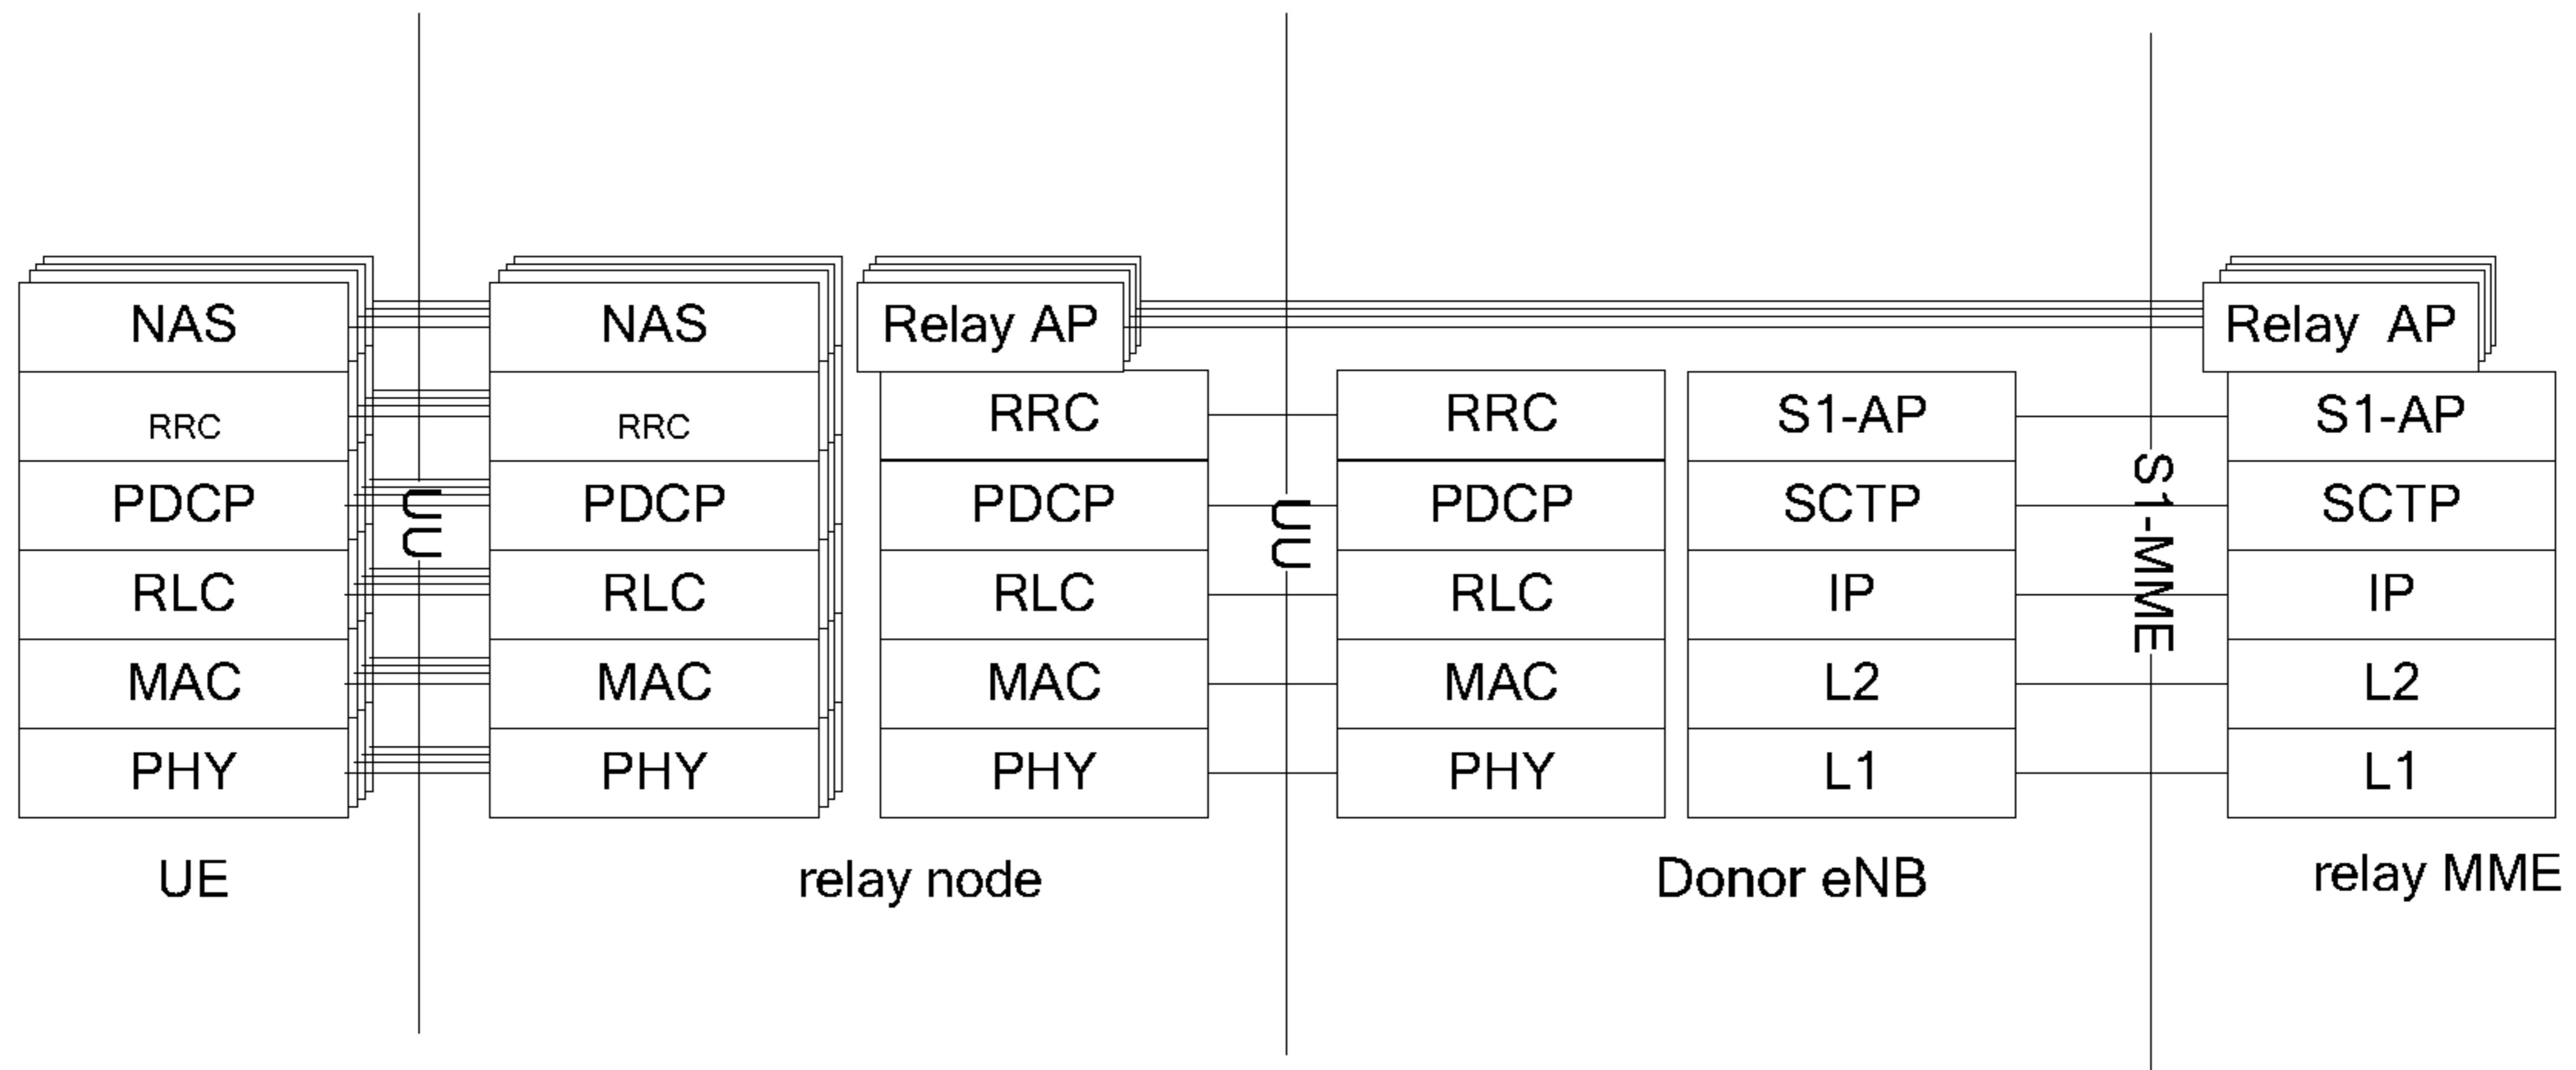 NAS
RRC
PDCP
RLC
MAC
PHY
UE
UU
NAS
RRC
PDCP
RLC
MAC
PHY
Relay AP
RRC
PDCP
RLC
MAC
PHY
relay node
UU
RRC
PDCP
RLC
MAC
PHY
S1-AP
SCTP
IP
L2
L1
Donor eNB
S1-MME
Relay AP
S1-AP
SCTP
IP
L2
L1
relay MME